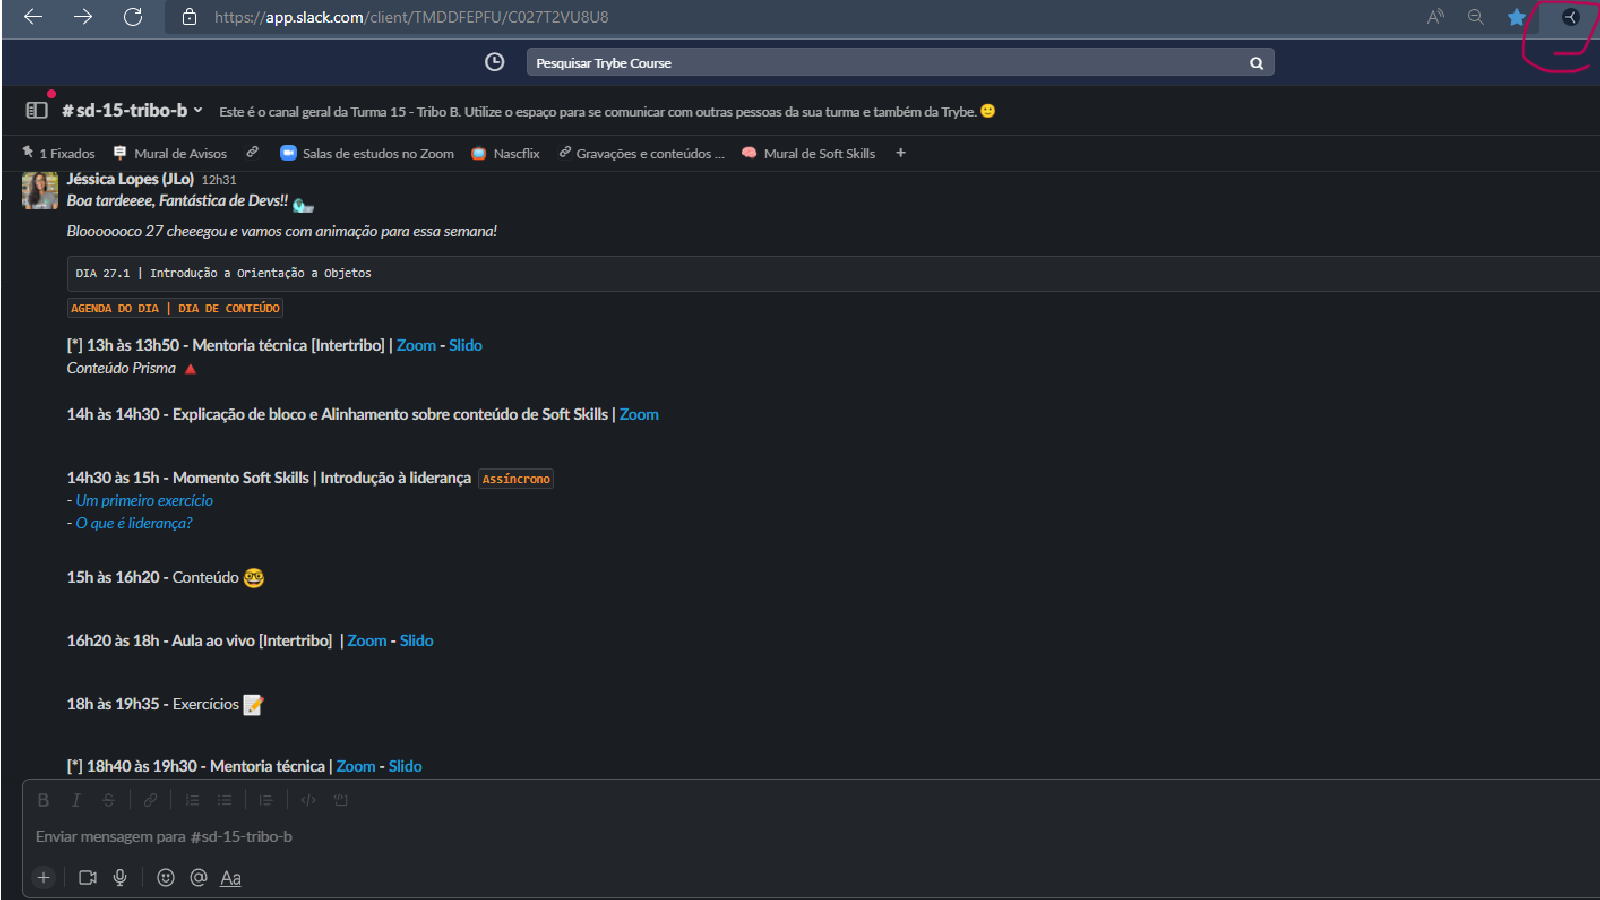 https://app.slack.com/client/TMDDFEPFU/C027T2VU8U8
Pesquisar Trybe Course
# sd-15-tribo-b Este é o canal geral da Turma 15 - Tribo B. Utilize o espaço para se comunicar com outras pessoas da sua turma e também da Trybe. 🙂
1 Fixados Mural de Avisos Salas de estudos no Zoom Nascflix Gravações e conteúdos ... Mural de Soft Skills +
Jéssica Lopes (JLo) 12h31
Boa tardeeee, Fantástica de Devs!!
Blooooooco 27 cheeegou e vamos com animação para essa semana!
DIA 27.1 | Introdução a Orientação a Objetos
AGENDA DO DIA | DIA DE CONTEÚDO
[*] 13h às 13h50 - Mentoria técnica [Intertribo] | Zoom - Slido
Conteúdo Prisma 🔺
14h às 14h30 - Explicação de bloco e Alinhamento sobre conteúdo de Soft Skills | Zoom
14h30 às 15h - Momento Soft Skills | Introdução à liderança Assíncrono
- Um primeiro exercício
- O que é liderança?
15h às 16h20 - Conteúdo 🤓
16h20 às 18h - Aula ao vivo [Intertribo] | Zoom - Slido
18h às 19h35 - Exercícios 📝
[*] 18h40 às 19h30 - Mentoria técnica | Zoom - Slido
B I S
Enviar mensagem para #sd-15-tribo-b
+ @ Aa